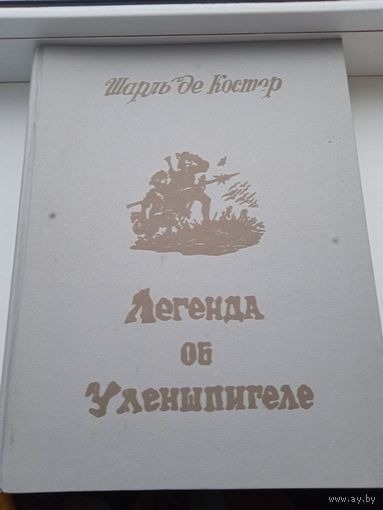 Шарль де Костер
Легенда
об
Уленшпигеле
www.ay.by